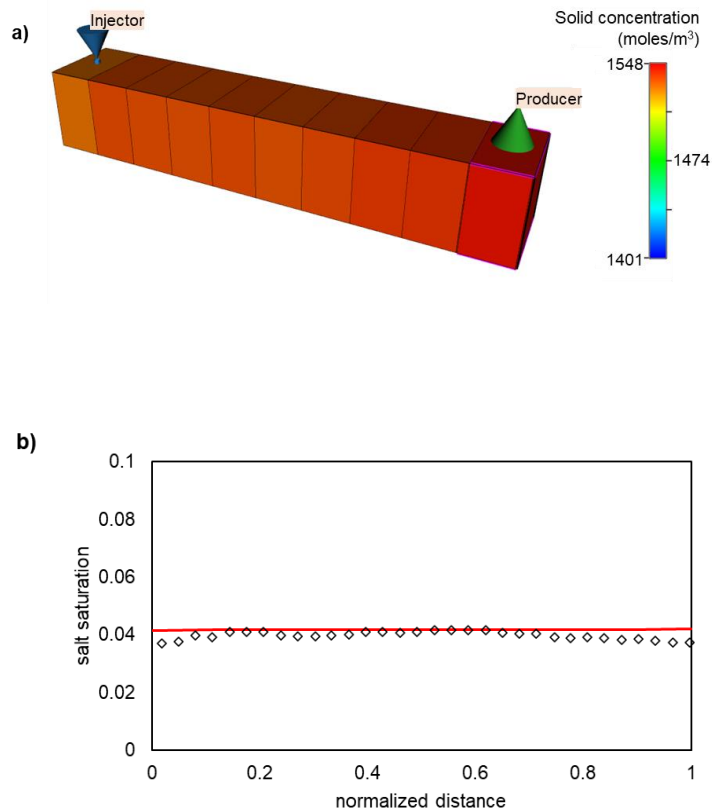 a)
Injector
Producer
Solid concentration
(moles/m³)
1548
1474
1401
b)
0.1
0.08
0.06
0.04
0.02
0
salt saturation
0 0.2 0.4 0.6 0.8 1
normalized distance